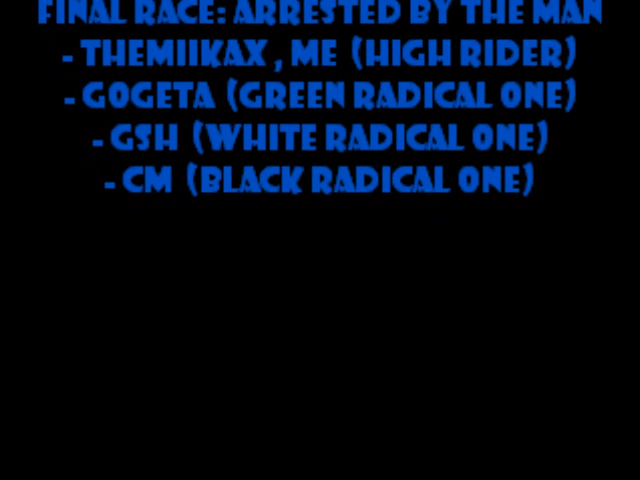 FINAL RACE: ARRESTED BY THE MAN
- THEMIIKAX , ME (HIGH RIDER)
- GOGETA (GREEN RADICAL ONE)
- GSH (WHITE RADICAL ONE)
- CM (BLACK RADICAL ONE)